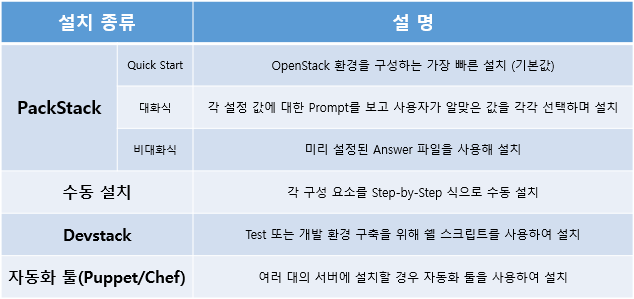 설치 종류
설 명
PackStack
Quick Start
OpenStack 환경을 구성하는 가장 빠른 설치 (기본값)
대화식
각 설정 값에 대한 Prompt를 보고 사용자가 알맞은 값을 각각 선택하며 설치
비대화식
미리 설정된 Answer 파일을 사용해 설치
수동 설치
각 구성 요소를 Step-by-Step 식으로 수동 설치
Devstack
Test 또는 개발 환경 구축을 위해 쉘 스크립트를 사용하여 설치
자동화 툴(Puppet/Chef)
여러 대의 서버에 설치할 경우 자동화 툴을 사용하여 설치